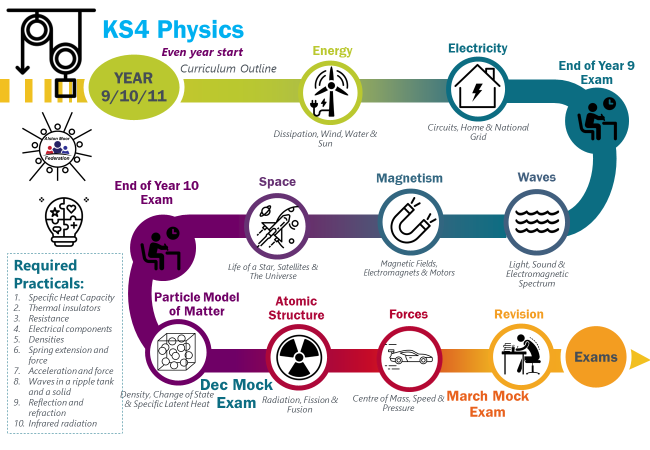 KS4 Physics
Even year start
Curriculum Outline
YEAR
9/10/11
Energy
Dissipation, Wind, Water &
Sun
Electricity
Circuits, Home & National
Grid
End of Year 9
Exam
Alston Moor
Federation
End of Year 10
Exam
Space
Life of a Star, Satellites &
The Universe
Magnetism
Magnetic Fields,
Electromagnets & Motors
Waves
Light, Sound &
Electromagnetic
Spectrum
Required
Practicals:
1. Specific Heat Capacity
2. Thermal insulators
3. Resistance
4. Electrical components
5. Densities
6. Spring extension and
force
7. Acceleration and force
8. Waves in a ripple tank
and a solid
9. Reflection and
refraction
10. Infrared radiation
Particle Model
of Matter
Density, Change of State
& Specific Latent Heat
Dec Mock
Exam
Atomic
Structure
Radiation, Fission &
Fusion
Forces
Centre of Mass, Speed &
Pressure
March Mock
Exam
Revision
Exams